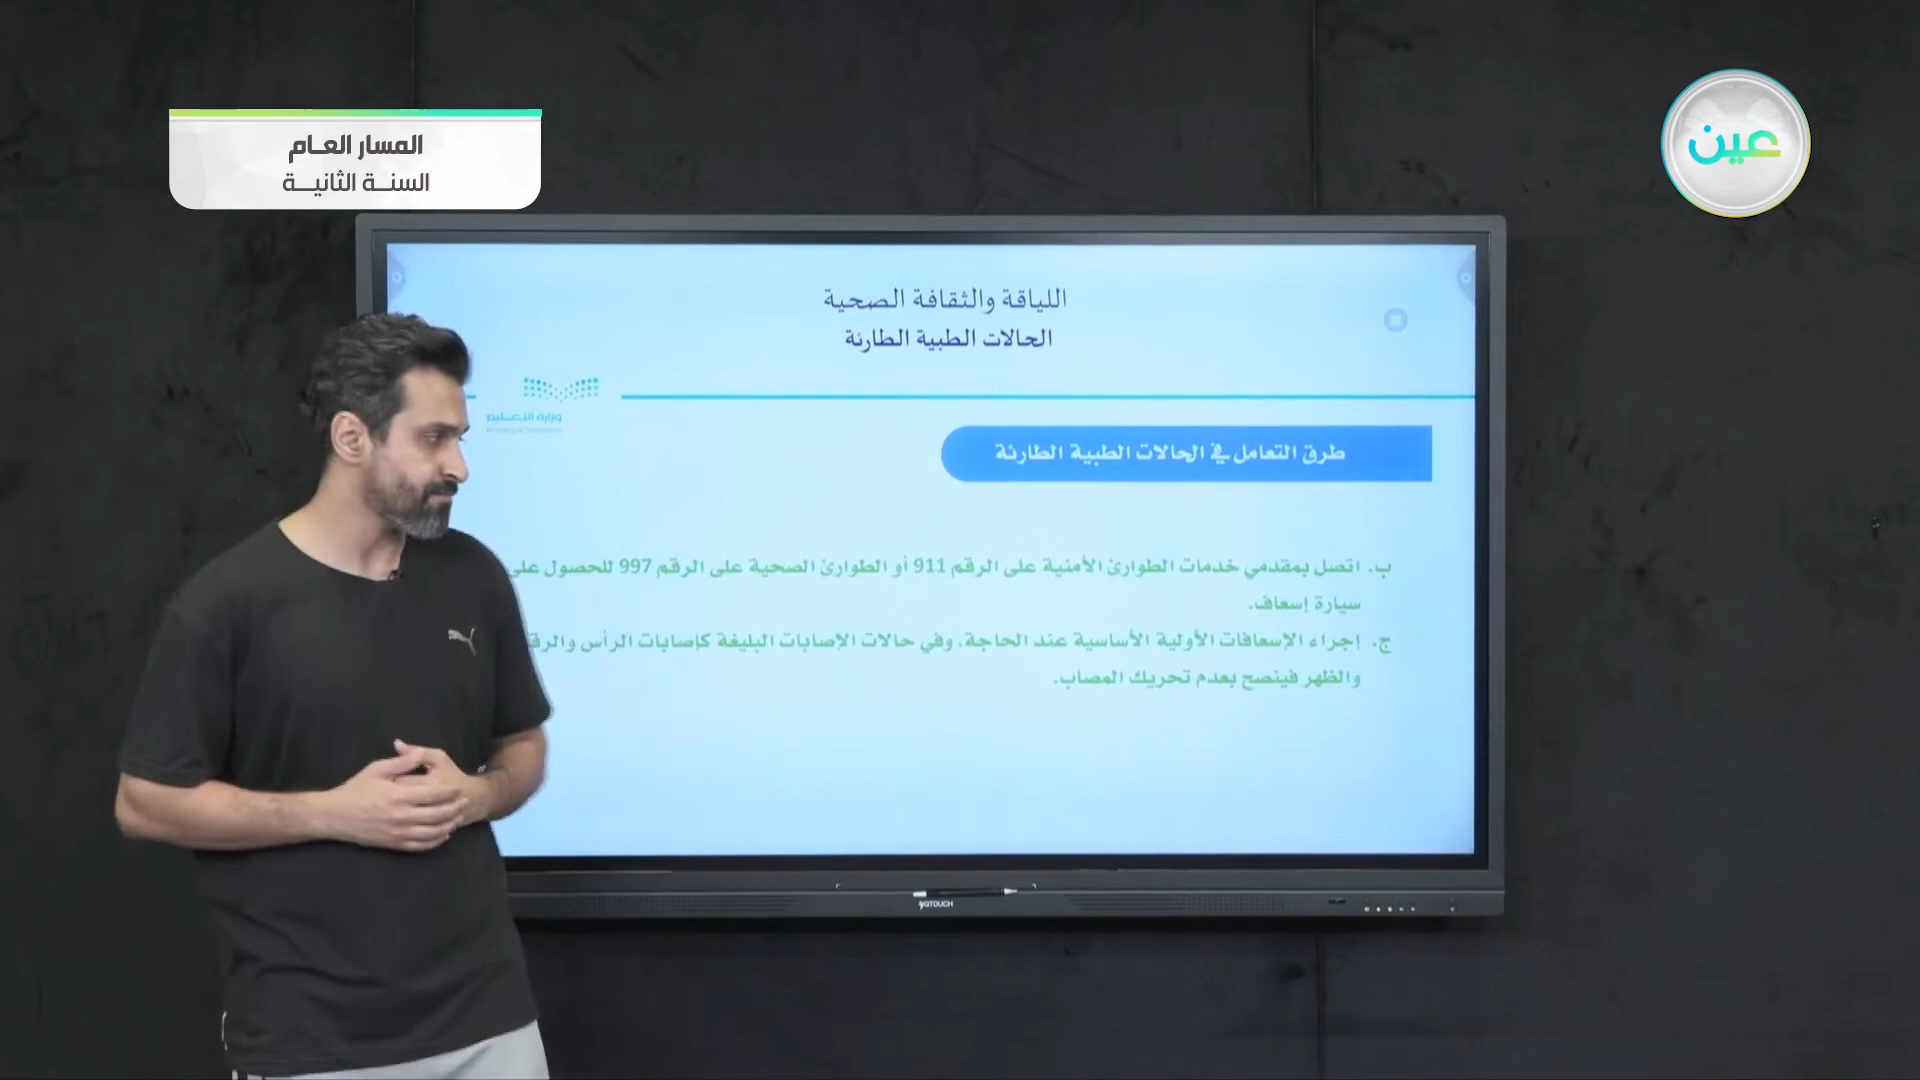 المسار العام
السنة الثانية
عين
اللياقة والثقافة الصحية
الحالات الطبية الطارئة
وزارة التعليم
طرق التعامل في الحالات الطبية الطارئة
ب. اتصل بمقدمي خدمات الطوارئ الأمنية على الرقم 911 أو الطوارئ الصحية على الرقم 997 للحصول على
سيارة إسعاف.
ج. إجراء الإسعافات الأولية الأساسية عند الحاجة، وفي حالات الإصابات البليغة كإصابات الرأس
والظهر فينصح بعدم تحريك المصاب.